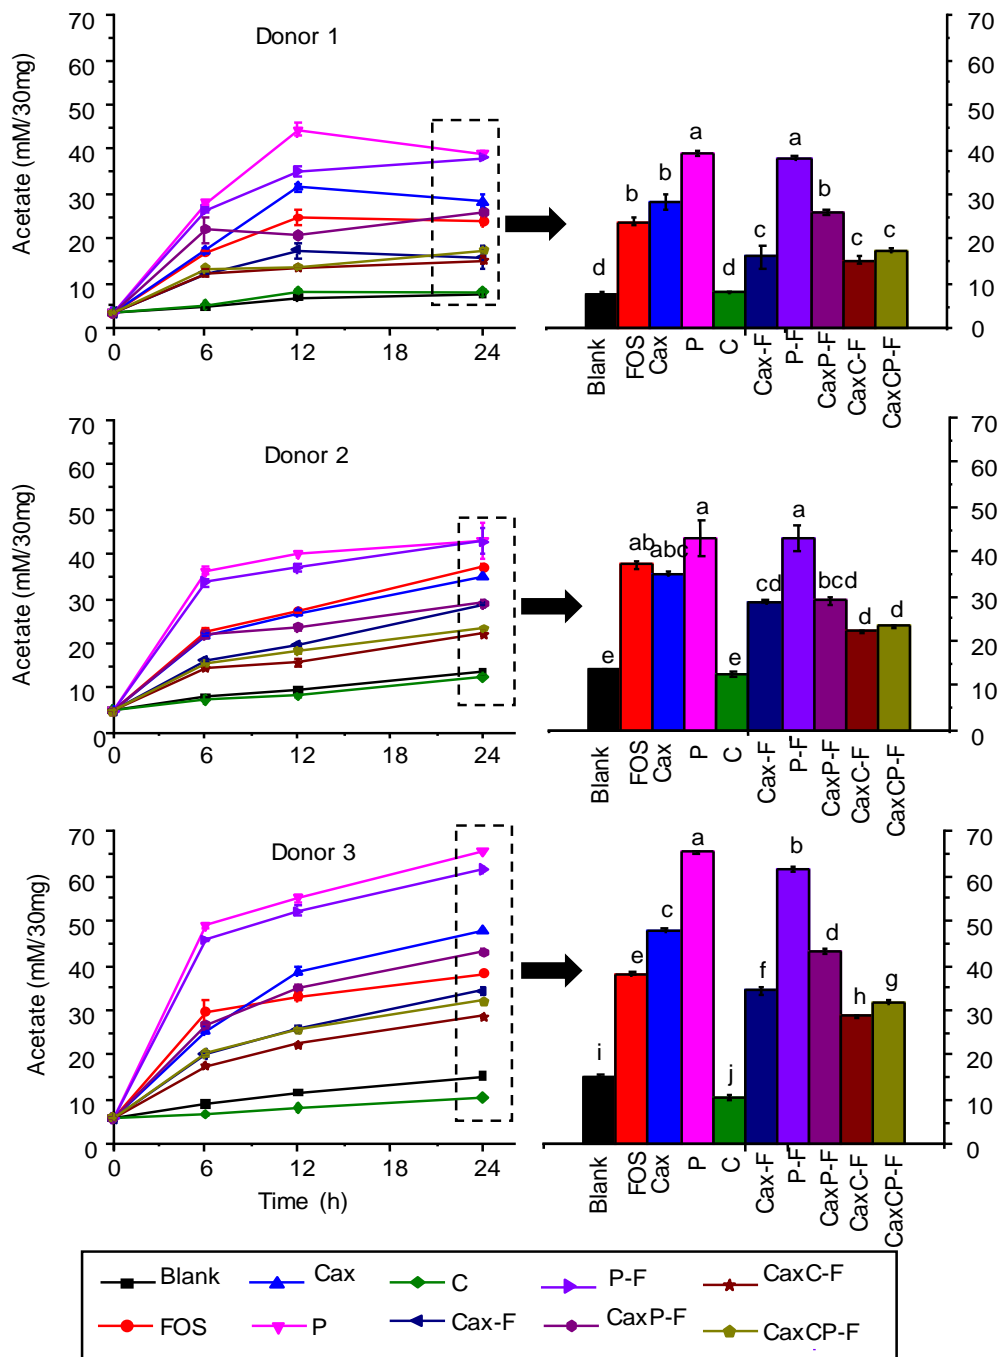 Donor 1
Acetate (mM/30mg)
70
60
50
40
30
20
10
0
0 6 12 18 24
a a
b b b
c c c
d d
Blank FOS Cax P C Cax-F P-F CaxP-F CaxC-F CaxCP-F
70
60
50
40
30
20
10
0
Donor 2
Acetate (mM/30mg)
70
60
50
40
30
20
10
0
0 6 12 18 24
e ab abc a e cd a bcd d d
Blank FOS Cax P C Cax-F P-F CaxP-F CaxC-F CaxCP-F
70
60
50
40
30
20
10
0
Donor 3
Acetate (mM/30mg)
70
60
50
40
30
20
10
0
0 6 12 18 24
Time (h)
i e c a j f b d h g
Blank FOS Cax P C Cax-F P-F CaxP-F CaxC-F CaxCP-F
70
60
50
40
30
20
10
0
Blank Cax C P-F CaxC-F
FOS P Cax-F CaxP-F CaxCP-F